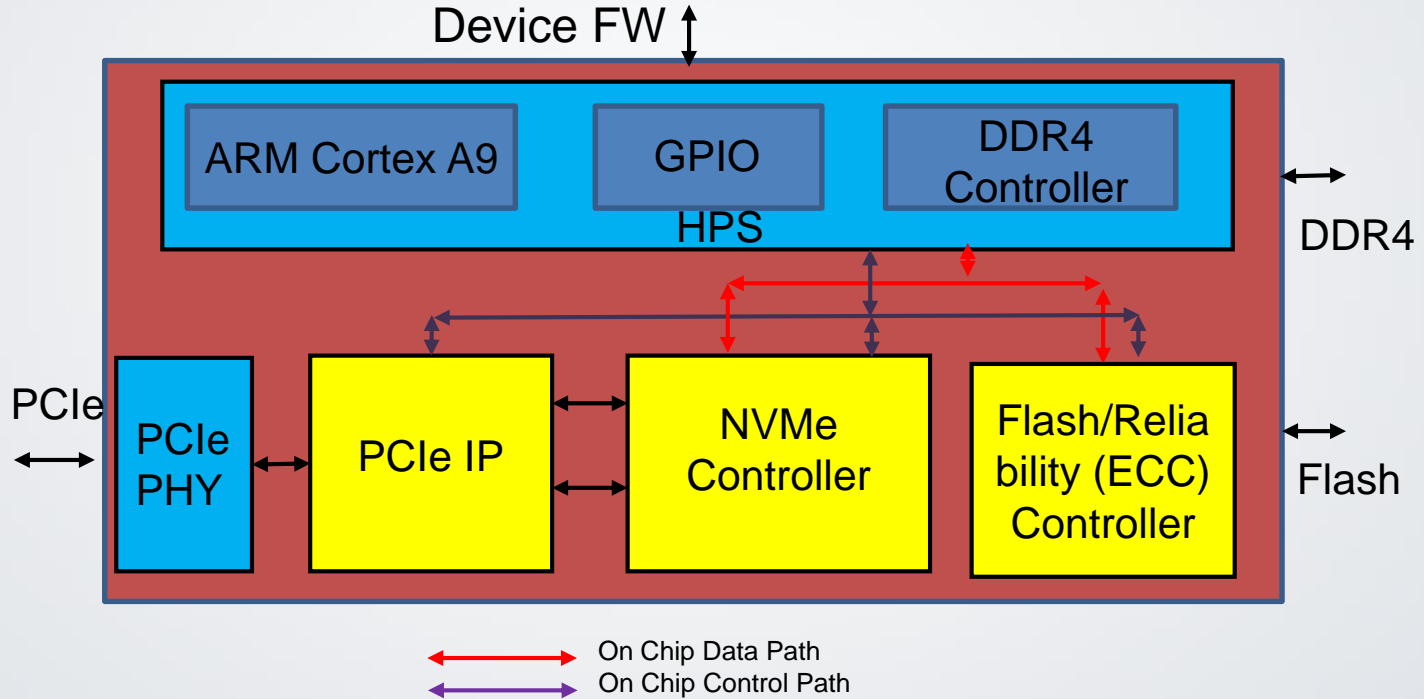 Device FW
ARM Cortex A9
GPIO
DDR4
Controller
HPS
DDR4
PCIe
PCIe
PHY
PCIe IP
NVMe
Controller
Flash/Relia
bility (ECC)
Controller
Flash
On Chip Data Path
On Chip Control Path